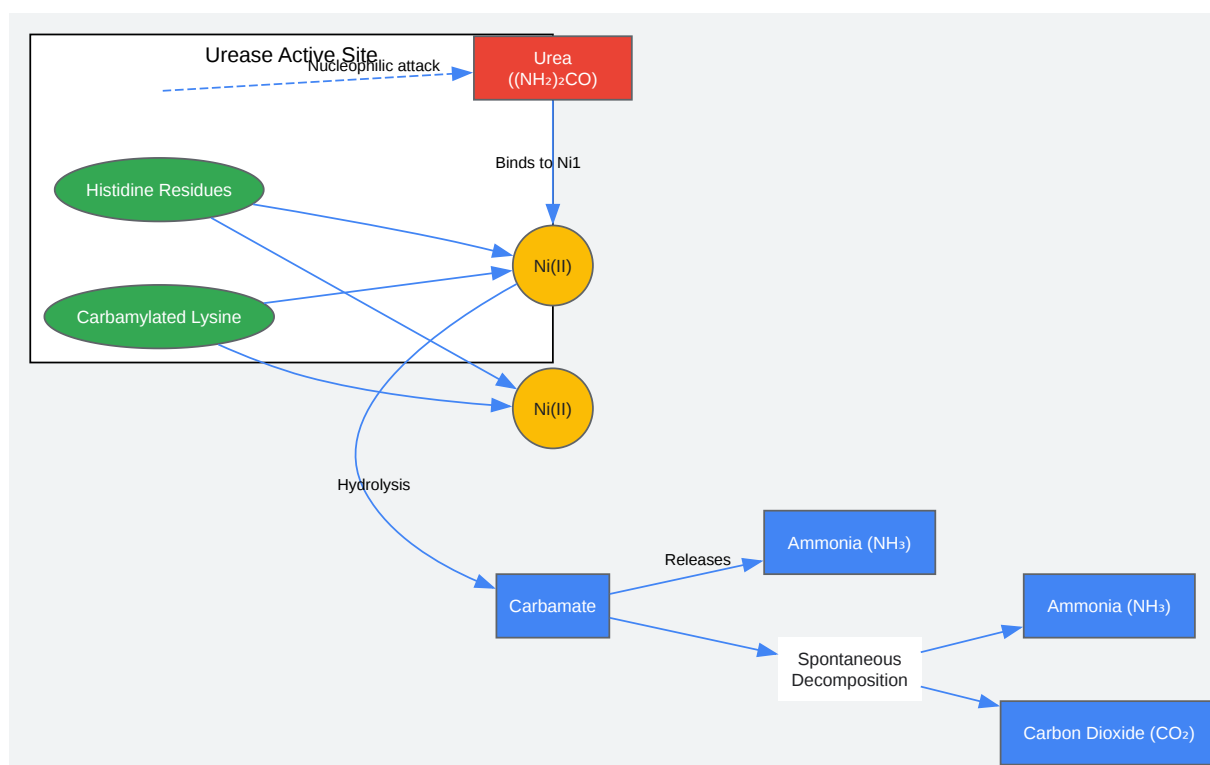 Urease Active Site
Nucleophilic attack
Urea
((NH₂)₂CO)
Binds to Ni1
Histidine Residues
Ni(II)
Carbamylated Lysine
Ni(II)
Hydrolysis
Ammonia (NH₃)
Releases
Carbamate
Ammonia (NH₃)
Spontaneous
Decomposition
Carbon Dioxide (CO₂)